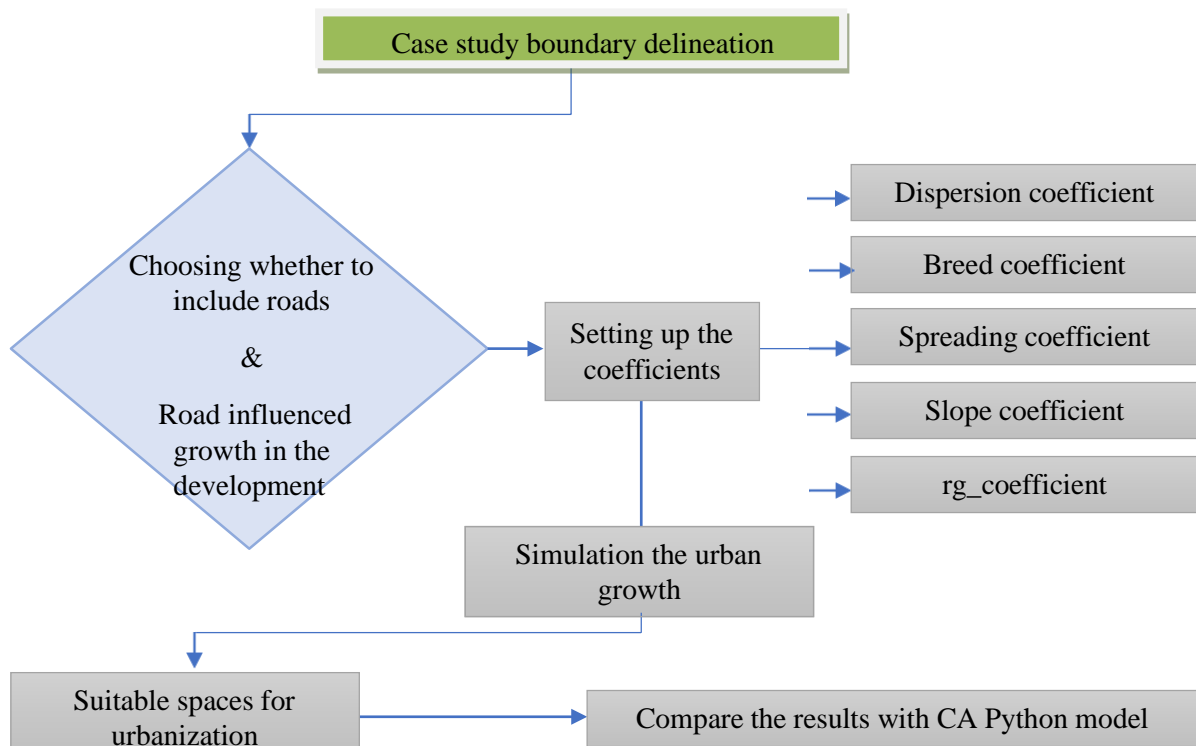 Case study boundary delineation
Choosing whether to
include roads
&
Road influenced
growth in the
development
Setting up the
coefficients
Dispersion coefficient
Breed coefficient
Spreading coefficient
Slope coefficient
rg_coefficient
Simulation the urban
growth
Suitable spaces for
urbanization
Compare the results with CA Python model